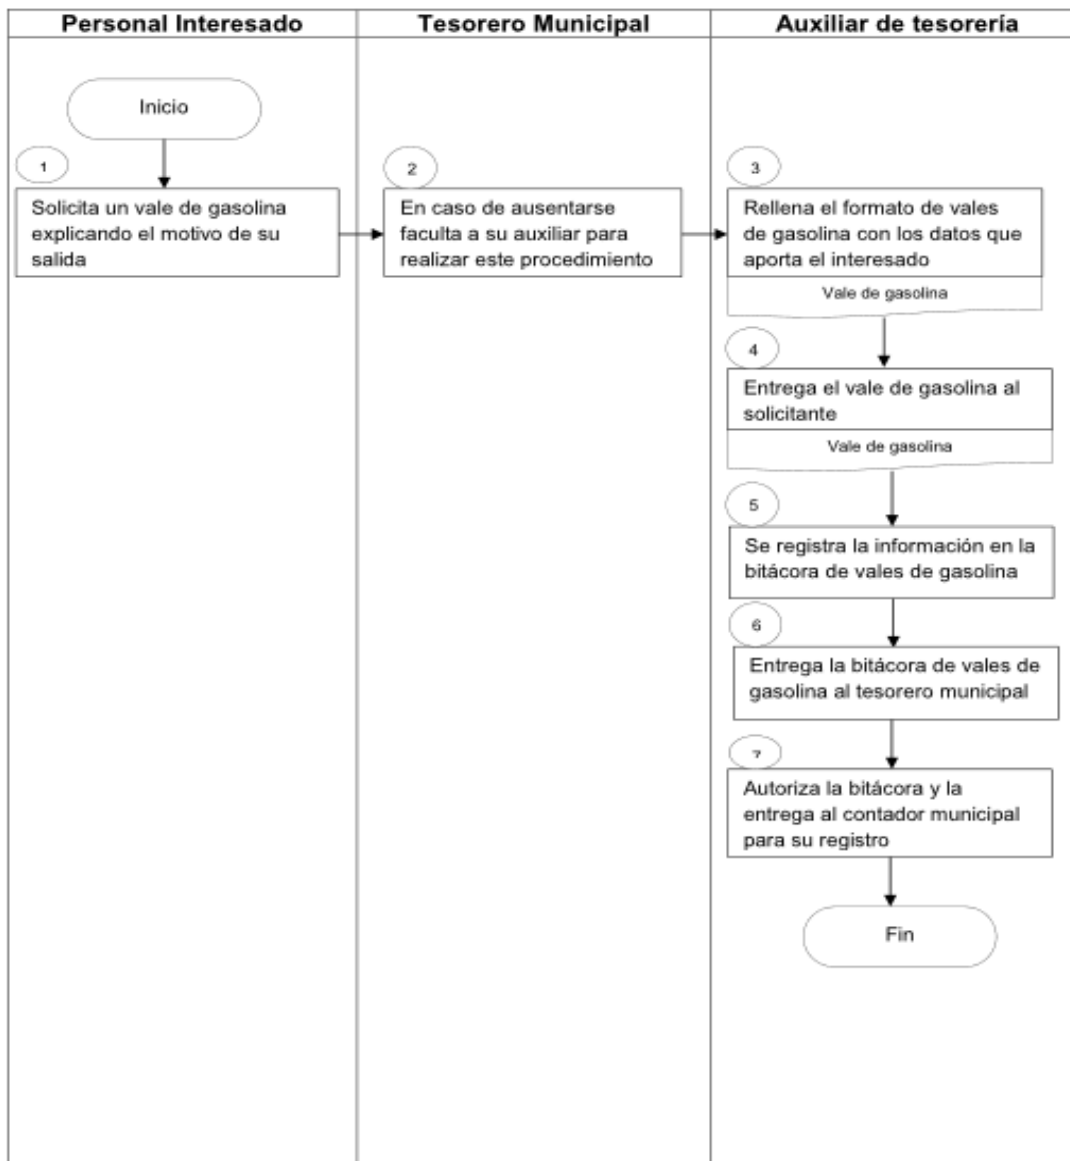 Personal Interesado
Tesorero Municipal
Auxiliar de tesorería
Inicio
1
Solicita un vale de gasolina
explicando el motivo de su
salida
2
En caso de ausentarse
faculta a su auxiliar para
realizar este procedimiento
3
Rellena el formato de vales
de gasolina con los datos que
aporta el interesado
Vale de gasolina
4
Entrega el vale de gasolina al
solicitante
Vale de gasolina
5
Se registra la información en la
bitácora de vales de gasolina
6
Entrega la bitácora de vales de
gasolina al tesorero municipal
7
Autoriza la bitácora y la
entrega al contador municipal
para su registro
Fin